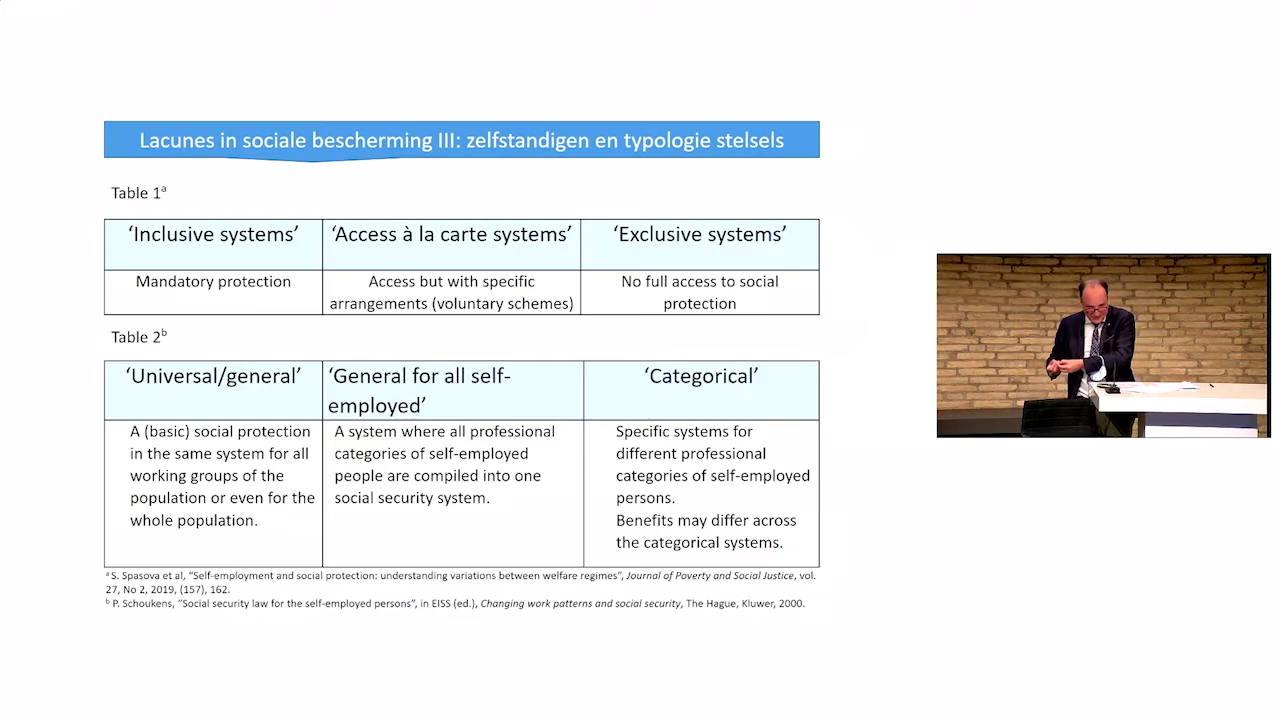 Lacunes in sociale bescherming III: zelfstandigen en typologie stelsels
Table 1a
‘Inclusive systems’
‘Access à la carte systems’
‘Exclusive systems’
Mandatory protection
Access but with specific
arrangements (voluntary schemes)
No full access to social
protection
Table 2b
‘Universal/general’
‘General for all self-
employed’
‘Categorical’
A (basic) social protection
in the same system for all
working groups of the
population or even for the
whole population.
A system where all professional
categories of self-employed
people are compiled into one
social security system.
Specific systems for
different professional
categories of self-employed
persons.
Benefits may differ across
the categorical systems.
a S. Spasova et al, “Self-employment and social protection: understanding variations between welfare regimes”, Journal of Poverty and Social Justice, vol.
27, No 2, 2019, (157), 162.
b P. Schoukens, “Social security law for the self-employed persons”, in EISS (ed.), Changing work patterns and social security, The Hague, Kluwer, 2000.